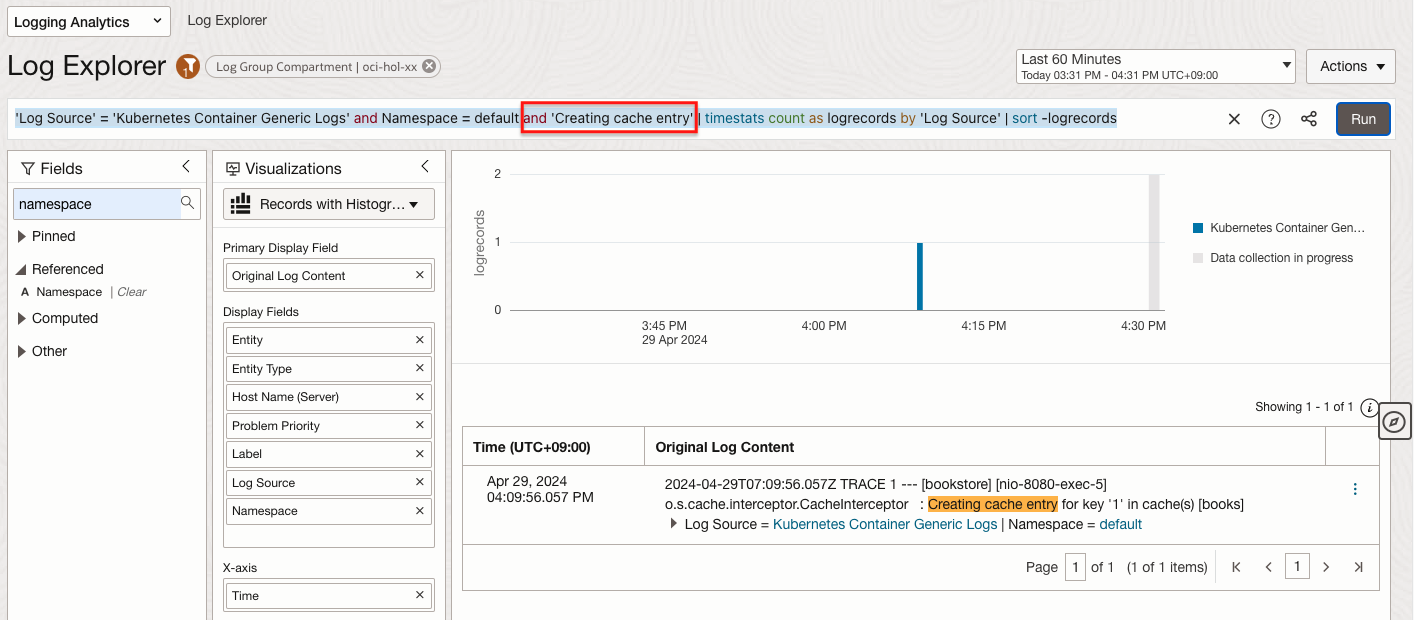 Logging Analytics
Log Explorer
Log Explorer
1
Log Group Compartment | oci-hol-xx
Last 60 Minutes
Today 03:31 PM - 04:31 PM UTC+09:00
Actions
'Log Source' = 'Kubernetes Container Generic Logs' and Namespace = default and 'Creating cache entry' | timestats count as logrecords by 'Log Source' | sort -logrecords
?
Run
Fields
namespace
Pinned
Referenced
A Namespace | Clear
Computed
Other
Visualizations
Records with Histogr...
Primary Display Field
Original Log Content
Display Fields
Entity
Entity Type
Host Name (Server)
Problem Priority
Label
Log Source
Namespace
X-axis
Time
logrecords
2
1
0
3:45 PM
29 Apr 2024
4:00 PM
4:15 PM
4:30 PM
Kubernetes Container Gen...
Data collection in progress
Showing 1 - 1 of 1
i
Time (UTC+09:00)
Original Log Content
Apr 29, 2024
04:09:56.057 PM
2024-04-29T07:09:56.057Z TRACE 1 --- [bookstore] [nio-8080-exec-5]
o.s.cache.interceptor.CacheInterceptor : Creating cache entry for key '1' in cache(s) [books]
Log Source = Kubernetes Container Generic Logs | Namespace = default
Page 1 of 1 (1 of 1 items)
1